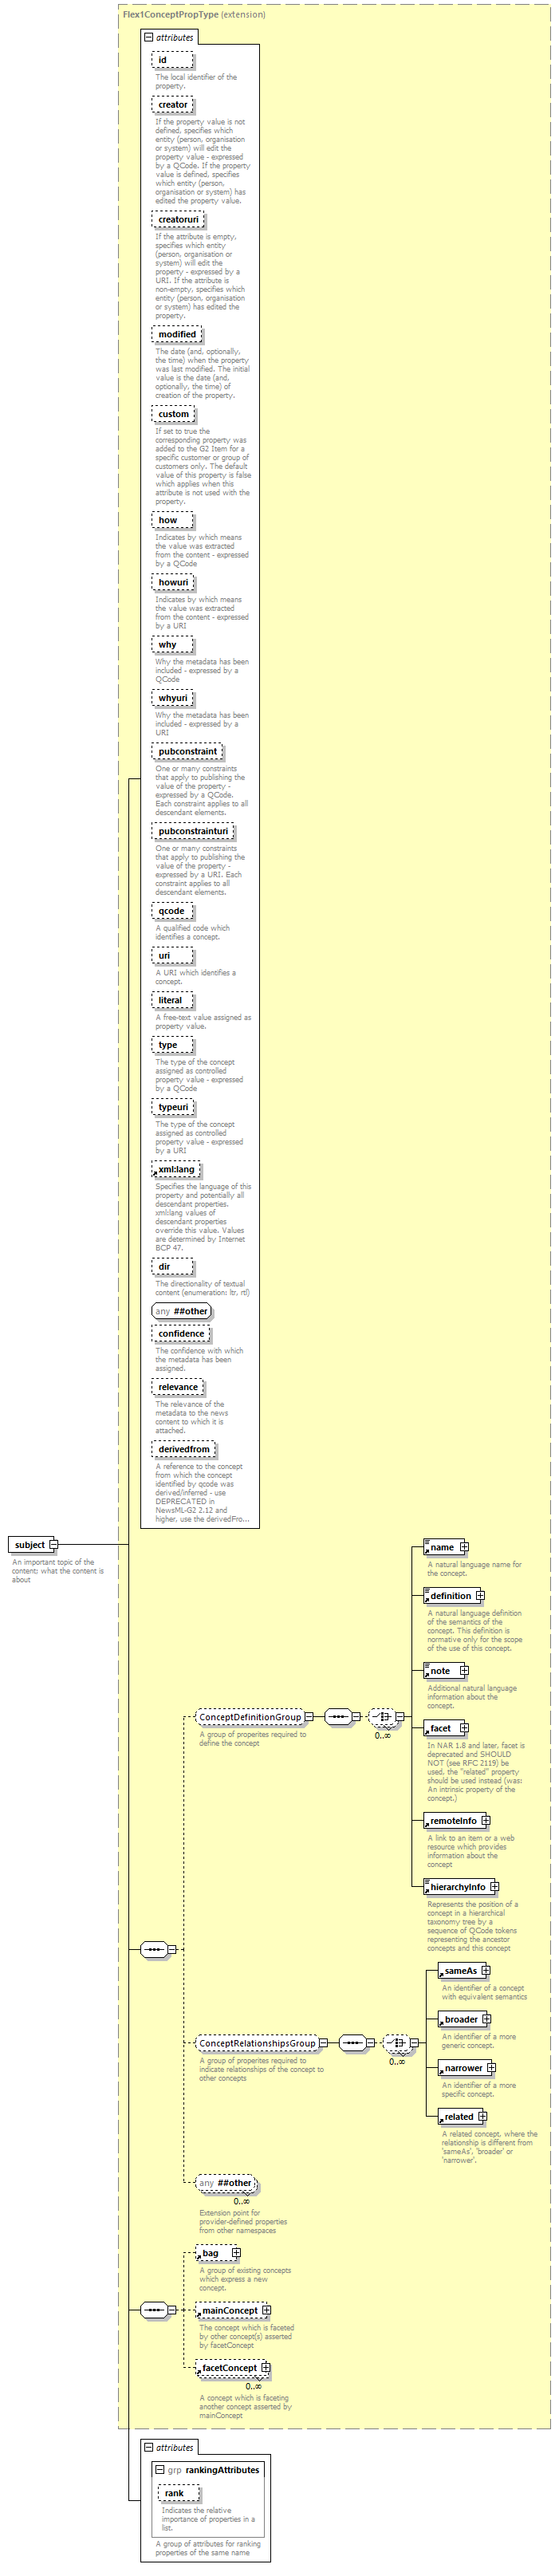 Flex1ConceptPropType (extension)
attributes
id
The local identifier of the
property.
creator
If the property value is not
defined, specifies which
entity (person, organisation
or system) will edit the
property value - expressed
by a QCode. If the property
value is defined, specifies
which entity (person,
organisation or system) has
edited the property value.
creatoruri
If the attribute is empty,
specifies which entity
(person, organisation or
system) will edit the
property - expressed by a
URI. If the attribute is
non-empty, specifies which
entity (person, organisation
or system) has edited the
property.
modified
The date (and, optionally,
the time) when the property
was last modified. The initial
value is the date (and,
optionally, the time) of
creation of the property.
custom
If set to true the
corresponding property was
added to the G2 Item for a
specific customer or group of
customers only. The default
value of this property is false
which applies when this
attribute is not used with the
property.
how
Indicates by which means
the value was extracted
from the content - expressed
by a QCode
howuri
Indicates by which means
the value was extracted
from the content - expressed
by a URI
why
Why the metadata has been
included - expressed by a
QCode
whyuri
Why the metadata has been
included - expressed by a
URI
pubconstraint
One or many constraints
that apply to publishing the
value of the property -
expressed by a QCode.
Each constraint applies to all
descendant elements.
pubconstrainturi
One or many constraints
that apply to publishing the
value of the property -
expressed by a URI. Each
constraint applies to all
descendant elements.
qcode
A qualified code which
identifies a concept.
uri
A URI which identifies a
concept.
literal
A free-text value assigned as
property value.
type
The type of the concept
assigned as controlled
property value - expressed
by a QCode
typeuri
The type of the concept
assigned as controlled
property value - expressed
by a URI
xml:lang
Specifies the language of this
property and potentially all
descendant properties.
xml:lang values of
descendant properties
override this value. Values
are determined by Internet
BCP 47.
dir
The directionality of textual
content (enumeration: ltr, rtl)
any ##other
confidence
The confidence with which
the metadata has been
assigned.
relevance
The relevance of the
metadata to the news
content to which it is
attached.
derivedfrom
A reference to the concept
from which the concept
identified by qcode was
derived/inferred - use
DEPRECATED in
NewsML-G2 2.12 and
higher, use the derivedFro...
subject
An important topic of the
content; what the content is
about
ConceptDefinitionGroup
0..∞
A group of properites required to
define the concept
name
A natural language name for
the concept.
definition
A natural language definition
of the semantics of the
concept. This definition is
normative only for the scope
of the use of this concept.
note
Additional natural language
information about the
concept.
facet
In NAR 1.8 and later, facet is
deprecated and SHOULD
NOT (see RFC 2119) be
used, the "related" property
should be used instead (was:
An intrinsic property of the
concept.)
remoteInfo
A link to an item or a web
resource which provides
information about the
concept
hierarchyInfo
Represents the position of a
concept in a hierarchical
taxonomy tree by a
sequence of QCode tokens
representing the ancestor
concepts and this concept
ConceptRelationshipsGroup
0..∞
A group of properites required to
indicate relationships of the concept to
other concepts
sameAs
An identifier of a concept
with equivalent semantics
broader
An identifier of a more
generic concept.
narrower
An identifier of a more
specific concept.
related
A related concept, where the
relationship is different from
'sameAs', 'broader' or
'narrower'.
any ##other
0..∞
Extension point for
provider-defined properties
from other namespaces
bag
A group of existing concepts
which express a new
concept.
mainConcept
The concept which is faceted
by other concept(s) asserted
by facetConcept
facetConcept
0..∞
A concept which is faceting
another concept asserted by
mainConcept
attributes
grp rankingAttributes
rank
Indicates the relative
importance of properties in a
list.
A group of attributes for ranking
properties of the same name